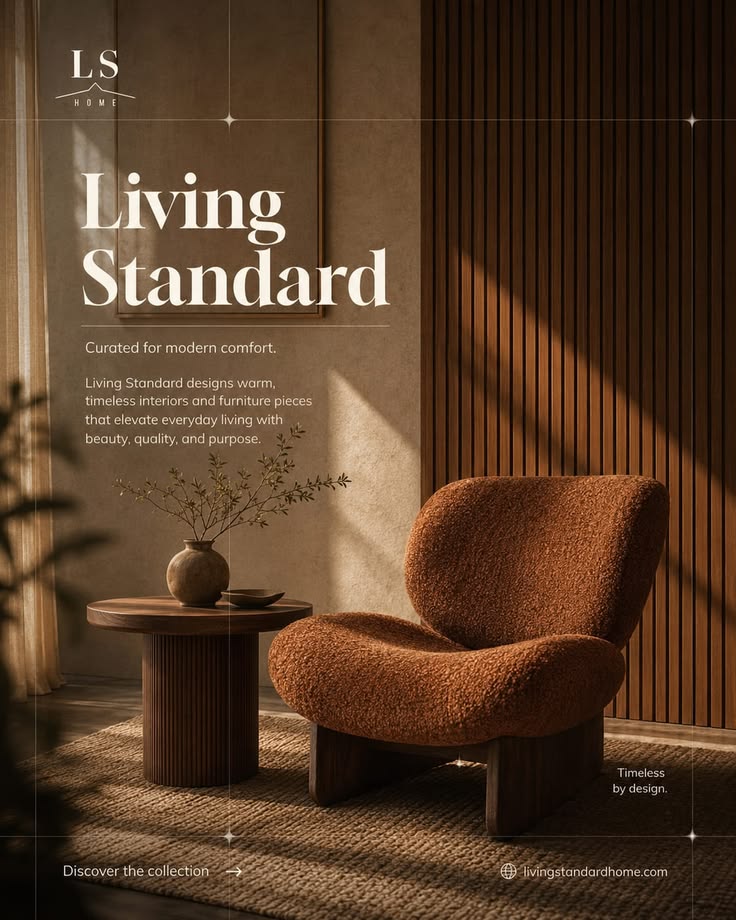 LS
HOME
Living
Standard
Curated for modern comfort.
Living Standard designs warm,
timeless interiors and furniture pieces
that elevate everyday living with
beauty, quality, and purpose.
Timeless
by design.
Discover the collection →
livingstandardhome.com